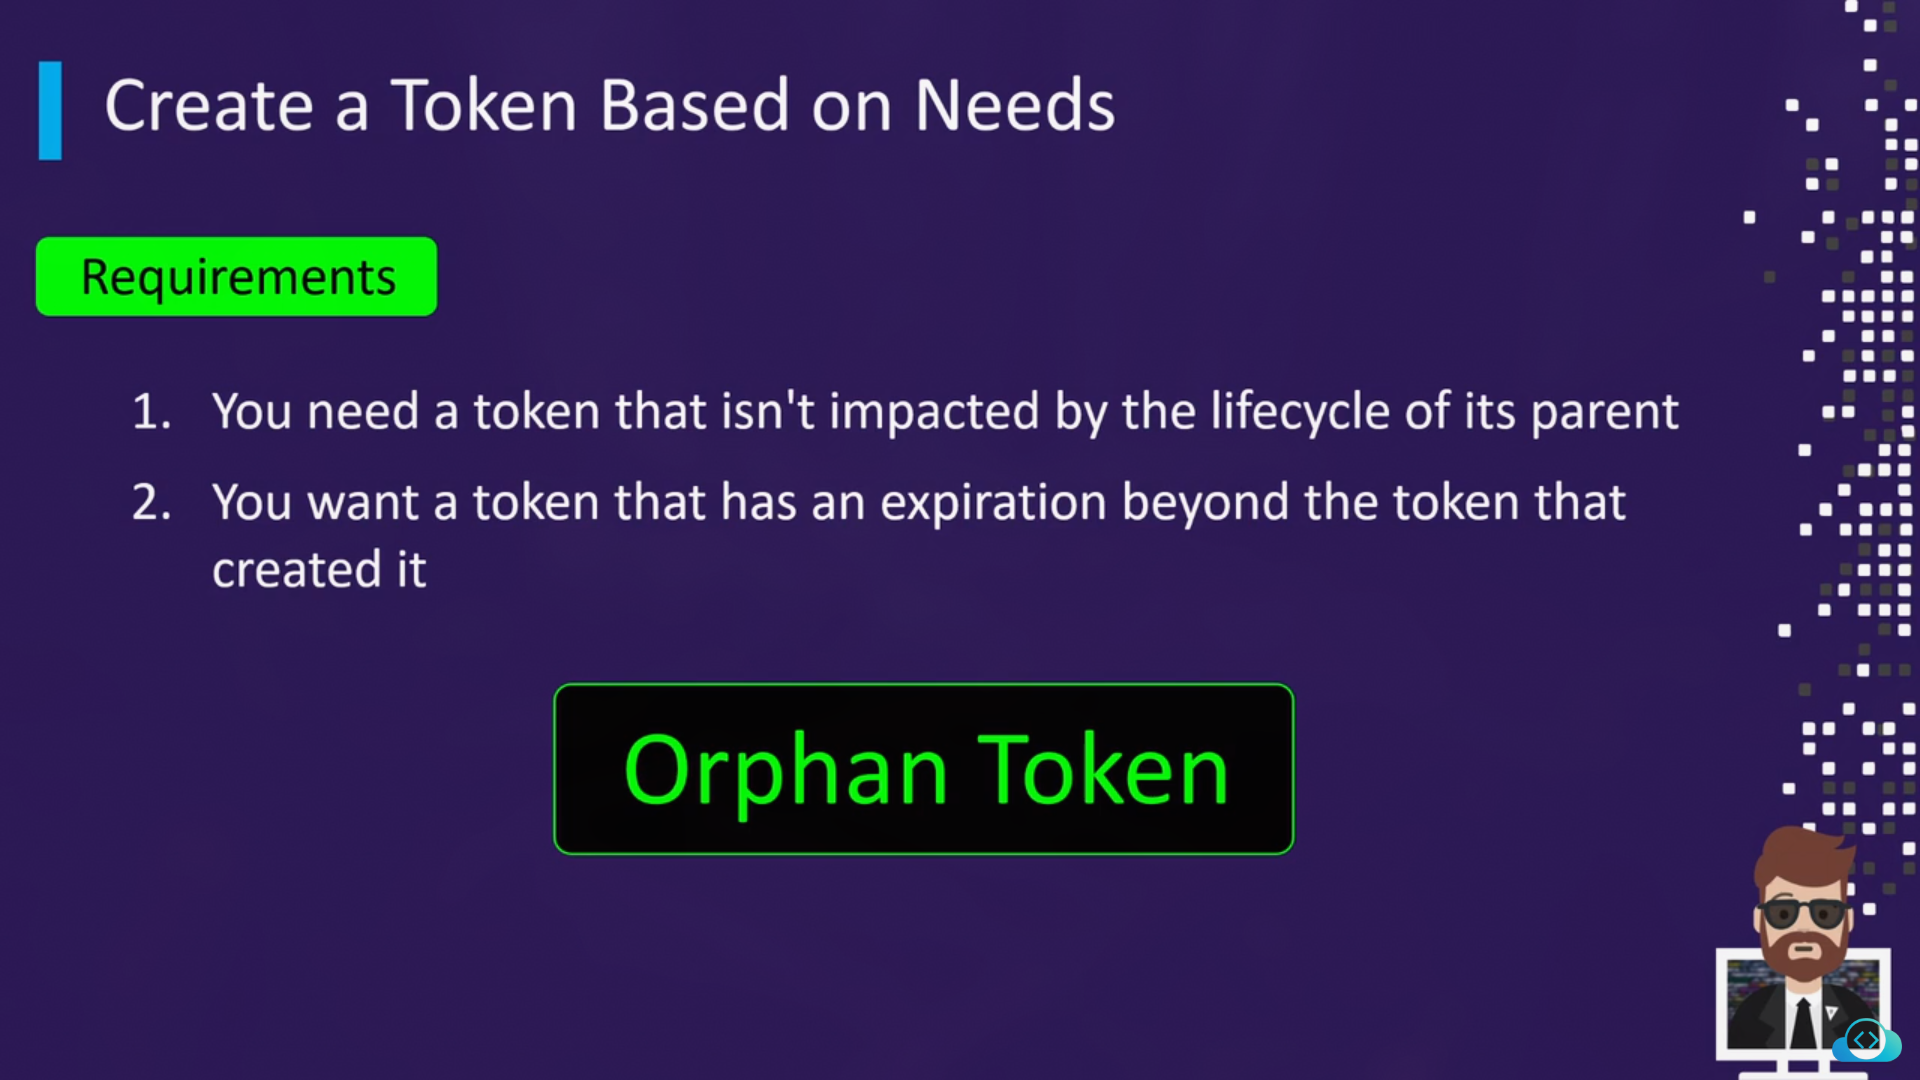 Create a Token Based on Needs
Requirements
1. You need a token that isn't impacted by the lifecycle of its parent
2. You want a token that has an expiration beyond the token that
created it
Orphan Token